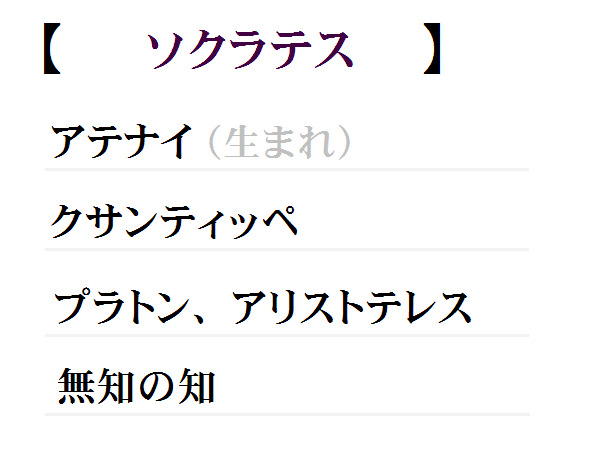 【 ソクラテス 】
アテナイ（生まれ）
クサンティッペ
プラトン、アリストテレス
無知の知